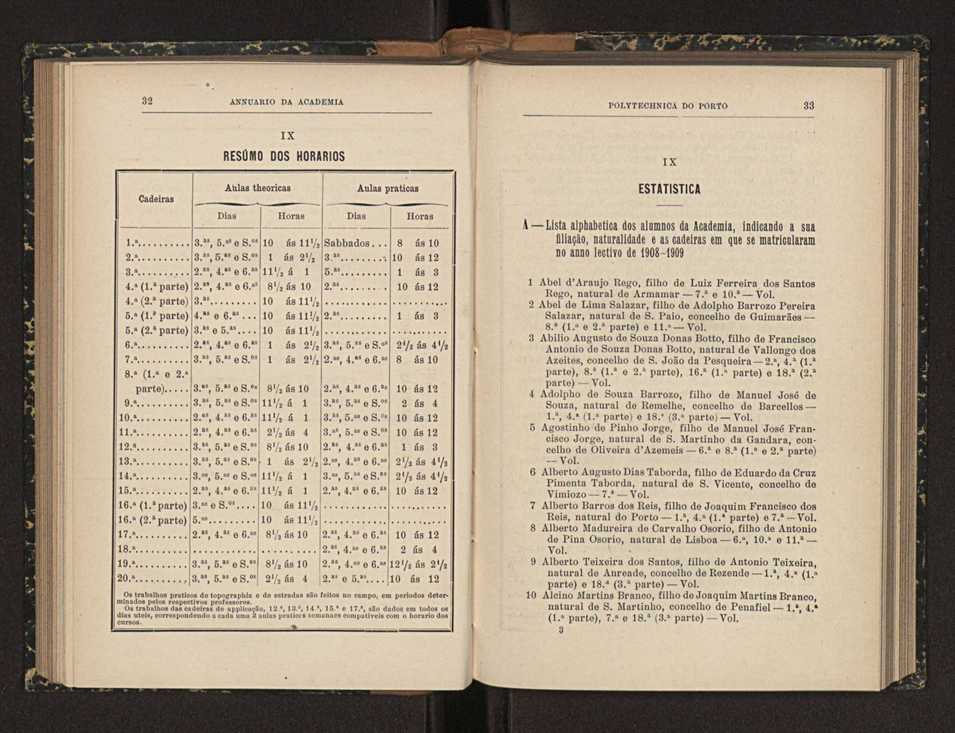 32 ANNUARIO DA ACADEMIA
IX
RESÚMO DOS HORARIOS
Cadeiras Aulas theoricas Aulas praticas
Dias Horas Dias Horas
1.ª.......... 3.ªˢ, 5.ªˢ e S.ᵒˢ 10 ás 11½ Sabbados... 8 ás 10
2.ª.......... 3.ªˢ, 5.ªˢ e S.ᵒˢ 1 ás 2½ 3.ªˢ........ 10 ás 12
3.ª.......... 2.ªˢ, 4.ªˢ e 6.ªˢ 11½ á 1 5.ªˢ......... 1 ás 3
4.ª (1.ª parte) 2.ªˢ, 4.ªˢ e 6.ªˢ 8½ ás 10 2.ªˢ......... 10 ás 12
4.ª (2.ª parte) 3.ªˢ......... 10 ás 11½
5.ª (1.ª parte) 4.ªˢ e 6.ªˢ ... 10 ás 11½ 2.ªˢ......... 1 ás 3
5.ª (2.ª parte) 3.ªˢ e 5.ªˢ.... 10 ás 11½
6.ª.......... 2.ªˢ, 4.ªˢ e 6.ªˢ 1 ás 2½ 3.ªˢ, 5.ªˢ e S.ᵒˢ 2½ ás 4½
7.ª.......... 3.ªˢ, 5.ªˢ e S.ᵒˢ 1 ás 2½ 2.ªˢ, 4.ªˢ e 6.ªˢ 8 ás 10
8.ª (1.ª e 2.ª
parte)..... 3.ªˢ, 5.ªˢ e S.ᵒˢ 8½ ás 10 2.ªˢ, 4.ªˢ e 6.ªˢ 10 ás 12
9.ª.......... 3.ªˢ, 5.ªˢ e S.ᵒˢ 11½ á 1 3.ªˢ, 5.ªˢ e S.ᵒˢ 2 ás 4
10.ª......... 2.ªˢ, 4.ªˢ e 6.ªˢ 11½ á 1 3.ªˢ, 5.ªˢ e S.ᵒˢ 10 ás 12
11.ª......... 2.ªˢ, 4.ªˢ e 6.ªˢ 2½ ás 4 3.ªˢ, 5.ªˢ e S.ᵒˢ 10 ás 12
12.ª......... 3.ªˢ, 5.ªˢ e S.ᵒˢ 8½ ás 10 2.ªˢ, 4.ªˢ e 6.ªˢ 1 ás 3
13.ª......... 3.ªˢ, 5.ªˢ e S.ᵒˢ 1 ás 2½ 2.ªˢ, 4.ªˢ e 6.ªˢ 2½ ás 4½
14.ª......... 3.ªˢ, 5.ªˢ e S.ᵒˢ 11½ á 1 3.ªˢ, 5.ªˢ e S.ᵒˢ 2½ ás 4½
15.ª......... 2.ªˢ, 4.ªˢ e 6.ªˢ 11½ á 1 2.ªˢ, 4.ªˢ e 6.ªˢ 10 ás 12
16.ª (1.ª parte) 3.ªˢ e S.ᵒˢ.... 10 ás 11½
16.ª (2.ª parte) 5.ªˢ......... 10 ás 11½
17.ª......... 2.ªˢ, 4.ªˢ e 6.ªˢ 8½ ás 10 2.ªˢ, 4.ªˢ e 6.ªˢ 10 ás 12
18.ª......... 2.ªˢ, 4.ªˢ e 6.ªˢ 2 ás 4
19.ª......... 3.ªˢ, 5.ªˢ e S.ᵒˢ 8½ ás 10 2.ªˢ, 4.ªˢ e 6.ªˢ 12½ ás 2½
20.ª......... 3.ªˢ, 5.ªˢ e S.ᵒˢ 2½ ás 4 2.ªˢ e 5.ªˢ.... 10 ás 12
Os trabalhos praticos de topographia e de estradas são feitos no campo, em periodos deter-
minados pelos respectivos professores.
Os trabalhos das cadeiras de applicação, 12.ª, 13.ª, 14.ª, 15.ª e 17.ª, são dados em todos os
dias uteis, correspondendo a cada uma 3 aulas praticas semanaes compativeis com o horario dos
cursos.
POLYTECHNICA DO PORTO 33
IX
ESTATISTICA
A — Lista alphabetica dos alumnos da Academia, indicando a sua
filiação, naturalidade e as cadeiras em que se matricularam
no anno lectivo de 1908-1909
1 Abel d'Araujo Rego, filho de Luiz Ferreira dos Santos
Rego, natural de Armamar — 7.ª e 10.ª — Vol.
2 Abel de Lima Salazar, filho de Adolpho Barrozo Pereira
Salazar, natural de S. Paio, concelho de Guimarães —
8.ª (1.ª e 2.ª parte) e 11.ª — Vol.
3 Abilio Augusto de Souza Donas Botto, filho de Francisco
Antonio de Souza Donas Botto, natural de Vallongo dos
Azeites, concelho de S. João da Pesqueira — 2.ª, 4.ª (1.ª
parte), 8.ª (1.ª e 2.ª parte), 16.ª (1.ª parte) e 18.ª (2.ª
parte) — Vol.
4 Adolpho de Souza Barrozo, filho de Manuel José de
Souza, natural de Remelhe, concelho de Barcellos —
1.ª, 4.ª (1.ª parte) e 18.ª (3.ª parte) — Vol.
5 Agostinho de Pinho Jorge, filho de Manuel José Fran-
cisco Jorge, natural de S. Martinho da Gandara, con-
celho de Oliveira d'Azemeis — 6.ª e 8.ª (1.ª e 2.ª parte)
— Vol.
6 Alberto Augusto Dias Taborda, filho de Eduardo da Cruz
Pimenta Taborda, natural de S. Vicente, concelho de
Vimiozo — 7.ª — Vol.
7 Alberto Barros dos Reis, filho de Joaquim Francisco dos
Reis, natural do Porto — 1.ª, 4.ª (1.ª parte) e 7.ª — Vol.
8 Alberto Madureira de Carvalho Osorio, filho de Antonio
de Pina Osorio, natural de Lisboa — 6.ª, 10.ª e 11.ª —
Vol.
9 Alberto Teixeira dos Santos, filho de Antonio Teixeira,
natural de Anreade, concelho de Rezende — 1.ª, 4.ª (1.ª
parte) e 18.ª (3.ª parte) — Vol.
10 Alcino Martins Branco, filho de Joaquim Martins Branco,
natural de S. Martinho, concelho de Penafiel — 1.ª, 4.ª
(1.ª parte), 7.ª e 18.ª (3.ª parte) — Vol.
3